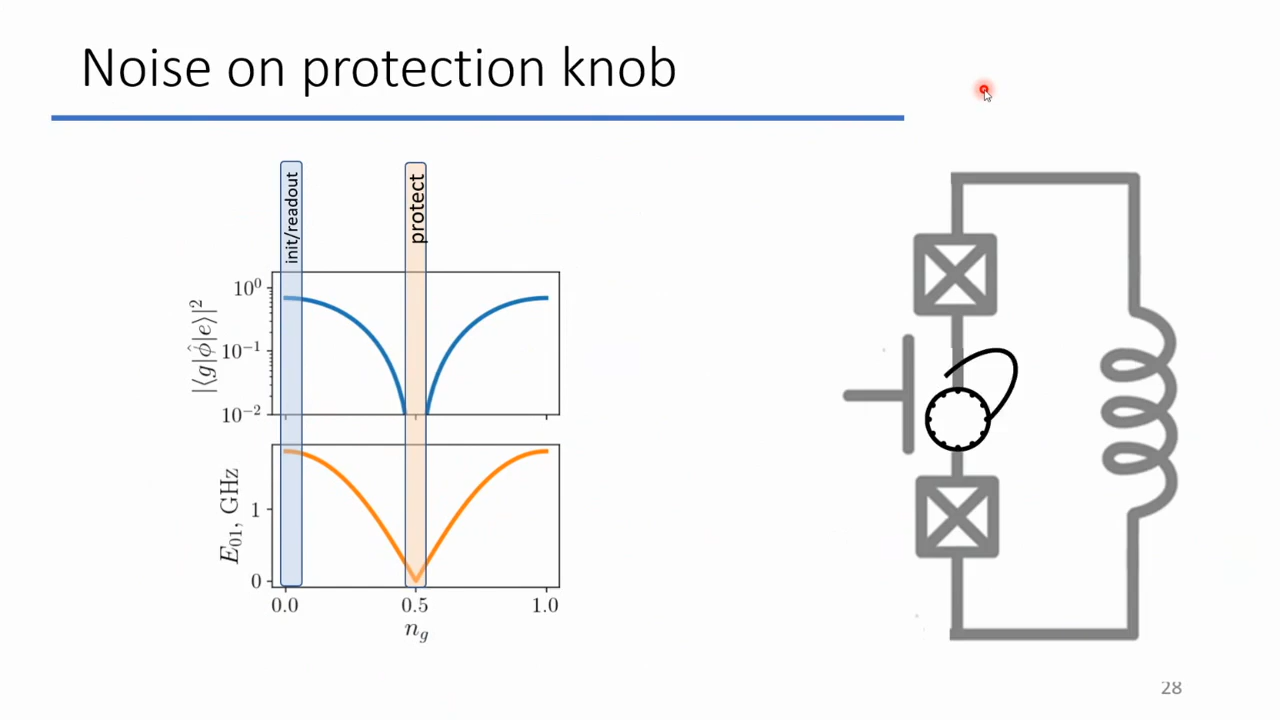 Noise on protection knob
init/readout
protect
10⁰
10⁻¹
10⁻²
|⟨g|φ̂|e⟩|²
1
0
E₀₁, GHz
0.0 0.5 1.0
n_g
28